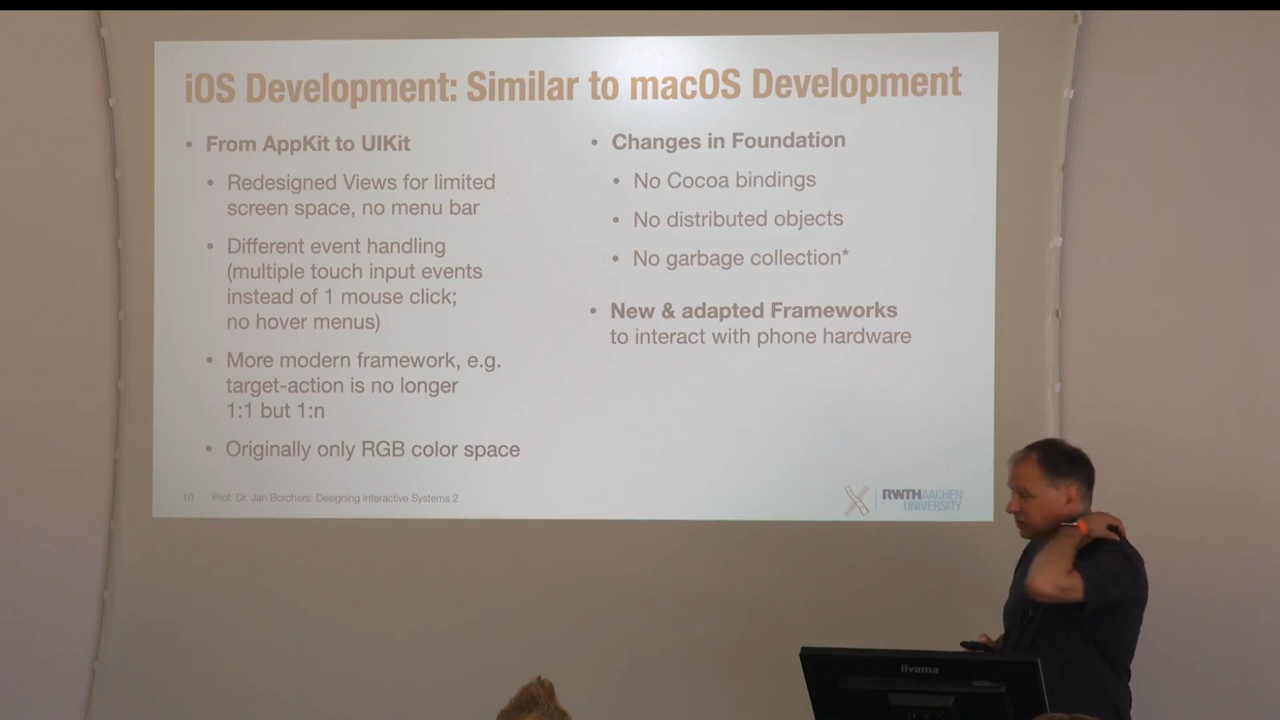 iOS Development: Similar to macOS Development
• From AppKit to UIKit
• Redesigned Views for limited
screen space, no menu bar
• Different event handling
(multiple touch input events
instead of 1 mouse click;
no hover menus)
• More modern framework, e.g.
target-action is no longer
1:1 but 1:n
• Originally only RGB color space
• Changes in Foundation
• No Cocoa bindings
• No distributed objects
• No garbage collection*
• New & adapted Frameworks
to interact with phone hardware
10 Prof. Dr. Jan Borchers: Designing Interactive Systems 2
RWTH AACHEN
UNIVERSITY
iiyama